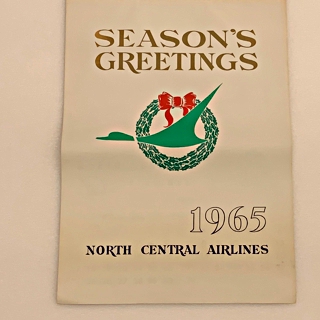 SEASON'S
GREETINGS
1965
NORTH CENTRAL AIRLINES